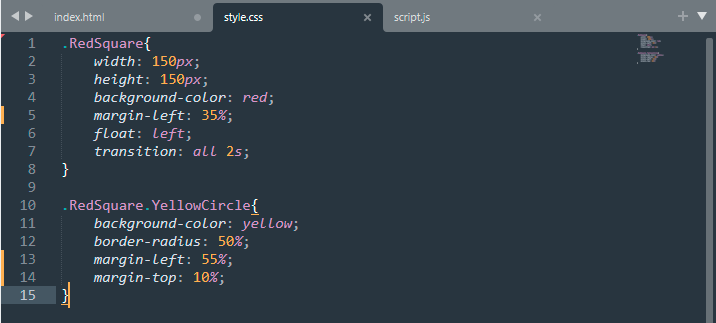 index.html style.css script.js
1 .RedSquare{
2 width: 150px;
3 height: 150px;
4 background-color: red;
5 margin-left: 35%;
6 float: left;
7 transition: all 2s;
8 }
9
10 .RedSquare.YellowCircle{
11 background-color: yellow;
12 border-radius: 50%;
13 margin-left: 55%;
14 margin-top: 10%;
15 }